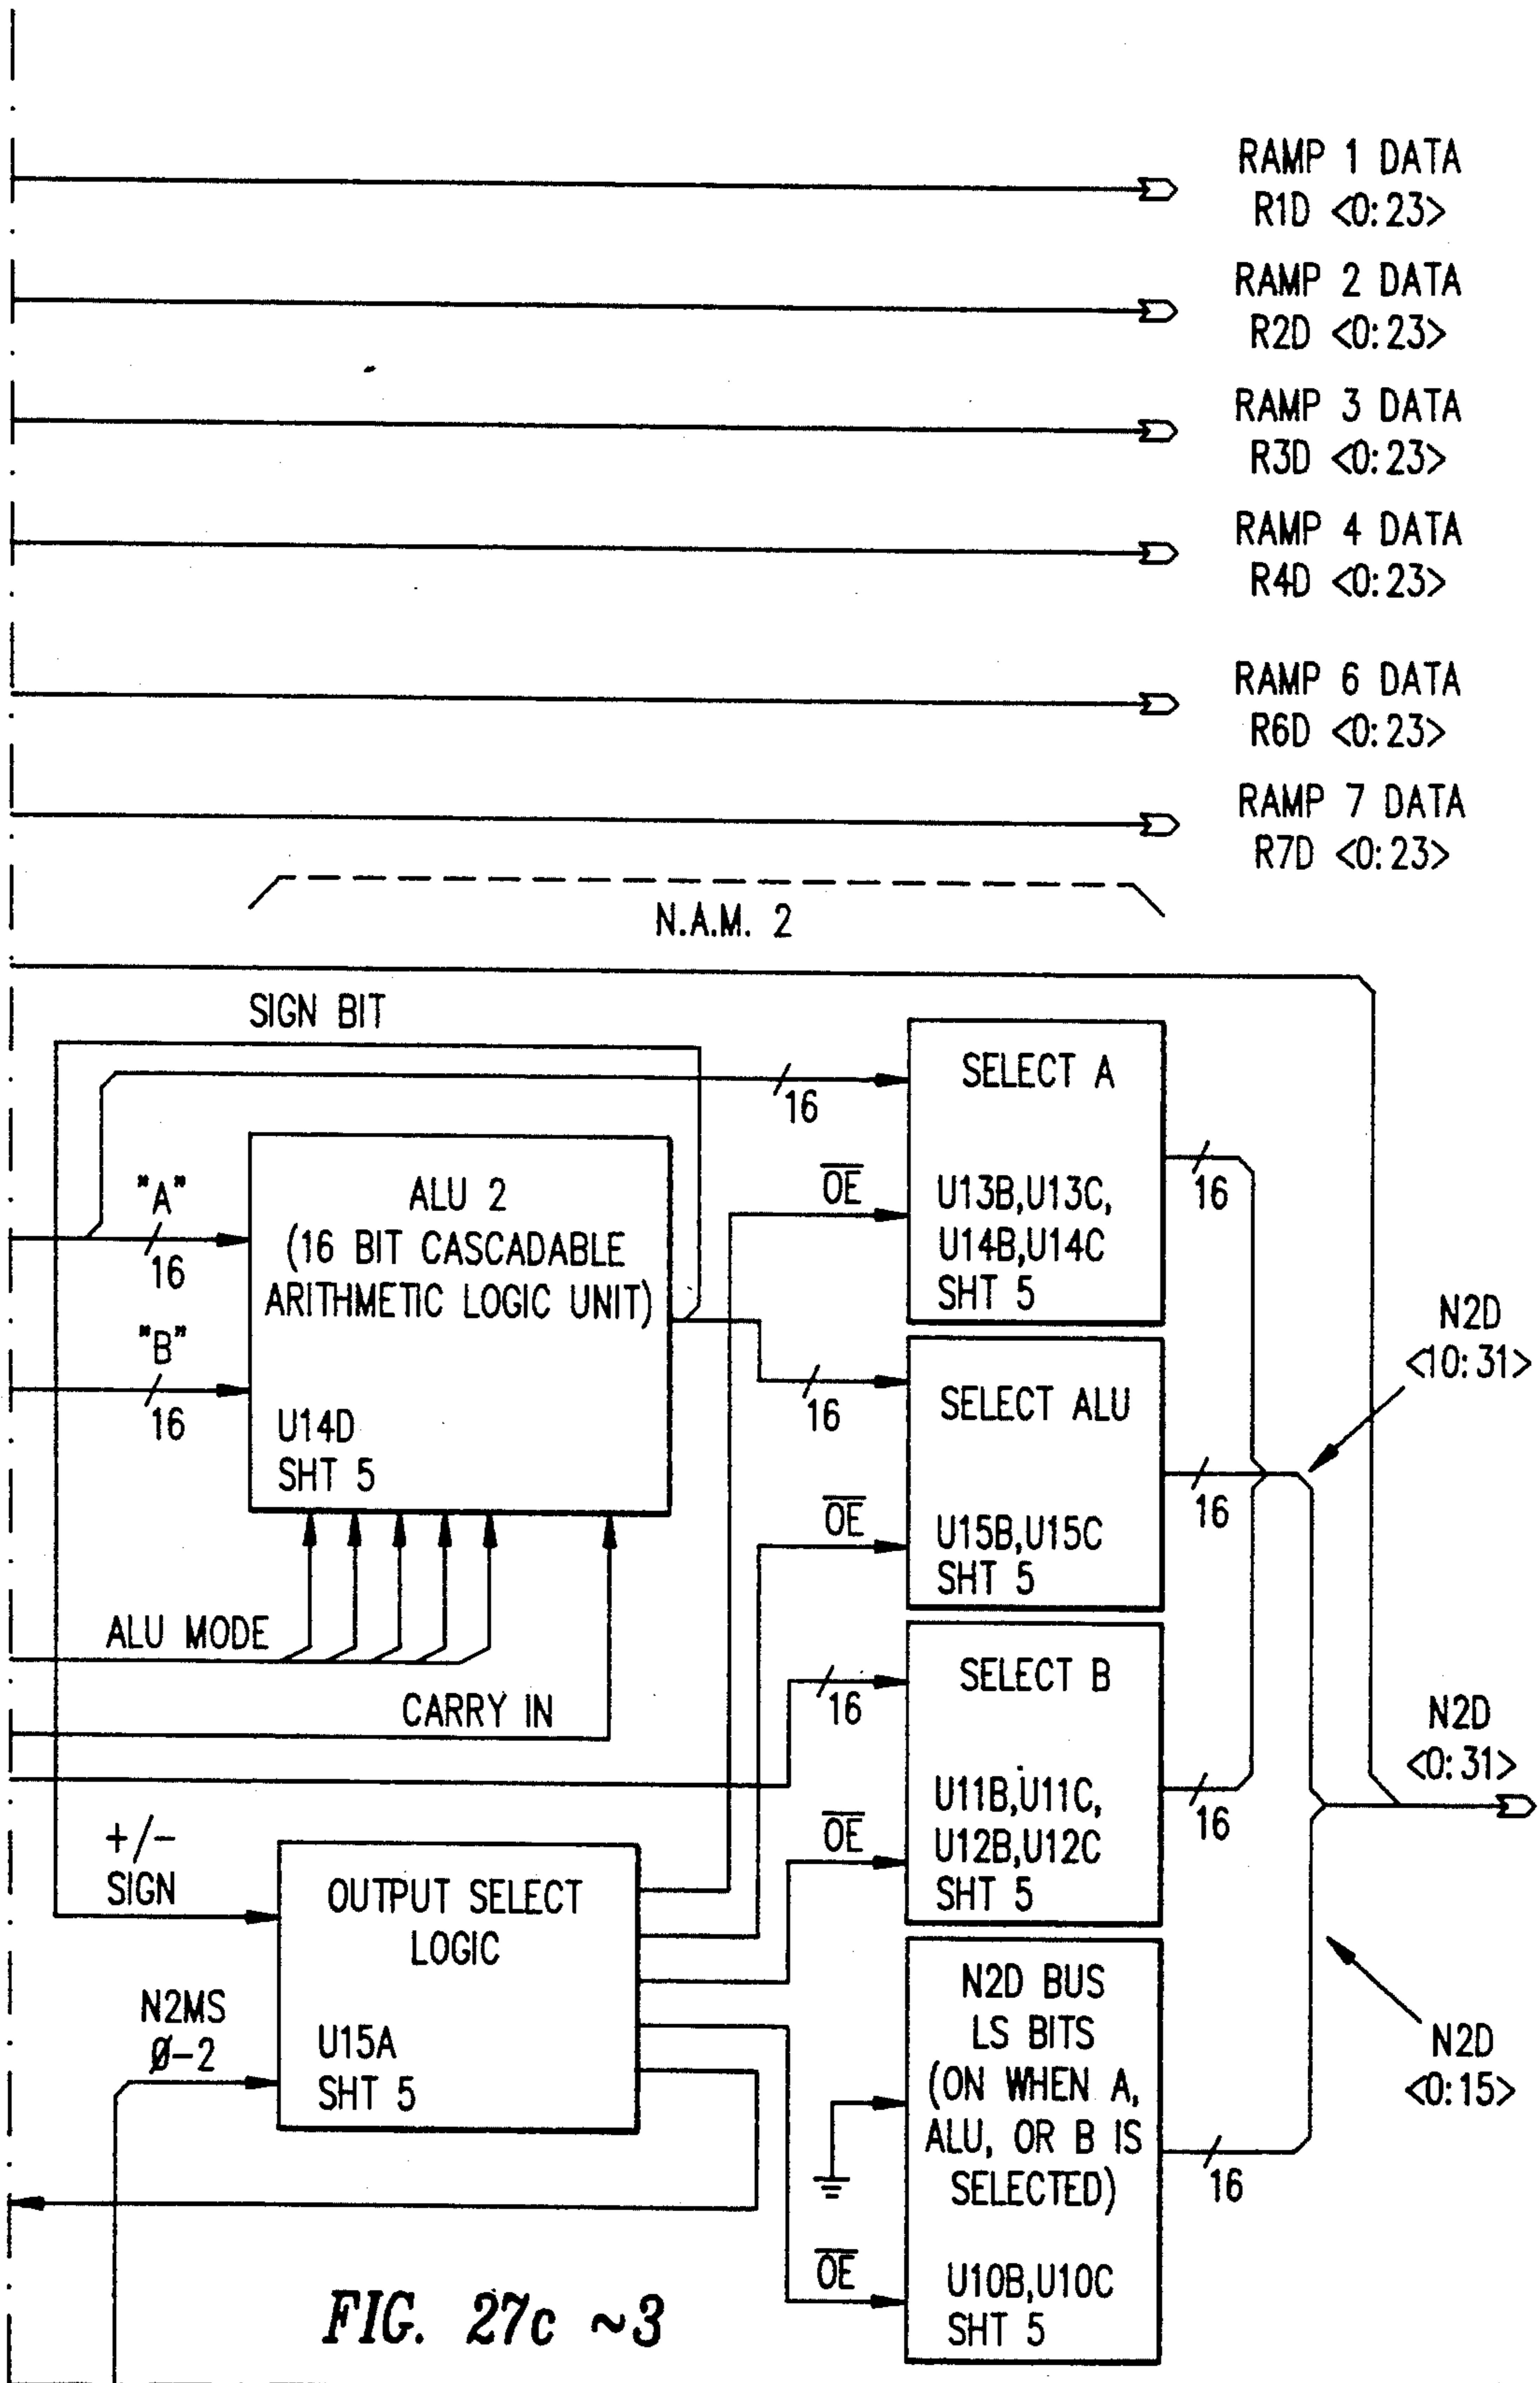 RAMP 1 DATA
R1D <0:23>
RAMP 2 DATA
R2D <0:23>
RAMP 3 DATA
R3D <0:23>
RAMP 4 DATA
R4D <0:23>
RAMP 6 DATA
R6D <0:23>
RAMP 7 DATA
R7D <0:23>
N.A.M. 2
SIGN BIT
16
SELECT A
U13B,U13C,
U14B,U14C
SHT 5
OE
16
"A"
16
"B"
16
ALU 2
(16 BIT CASCADABLE
ARITHMETIC LOGIC UNIT)
U14D
SHT 5
16
SELECT ALU
U15B,U15C
SHT 5
OE
16
N2D
<10:31>
ALU MODE
CARRY IN
16
SELECT B
U11B,U11C,
U12B,U12C
SHT 5
OE
16
N2D
<0:31>
+/-
SIGN
OUTPUT SELECT
LOGIC
U15A
SHT 5
N2MS
Ø-2
N2D BUS
LS BITS
(ON WHEN A,
ALU, OR B IS
SELECTED)
U10B,U10C
SHT 5
OE
16
N2D
<0:15>
FIG. 27c ~3